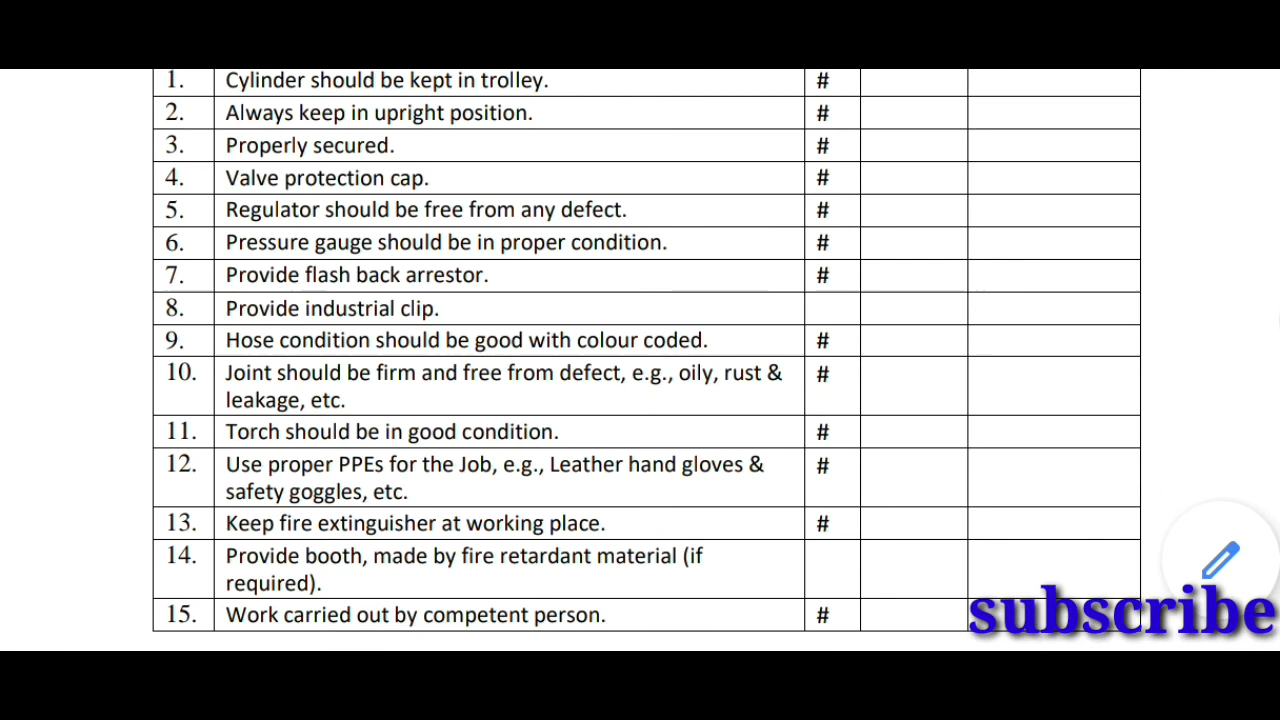 1. Cylinder should be kept in trolley. #
2. Always keep in upright position. #
3. Properly secured. #
4. Valve protection cap. #
5. Regulator should be free from any defect. #
6. Pressure gauge should be in proper condition. #
7. Provide flash back arrestor. #
8. Provide industrial clip.
9. Hose condition should be good with colour coded. #
10. Joint should be firm and free from defect, e.g., oily, rust & #
leakage, etc.
11. Torch should be in good condition. #
12. Use proper PPEs for the Job, e.g., Leather hand gloves & #
safety goggles, etc.
13. Keep fire extinguisher at working place. #
14. Provide booth, made by fire retardant material (if
required).
15. Work carried out by competent person. #
subscribe